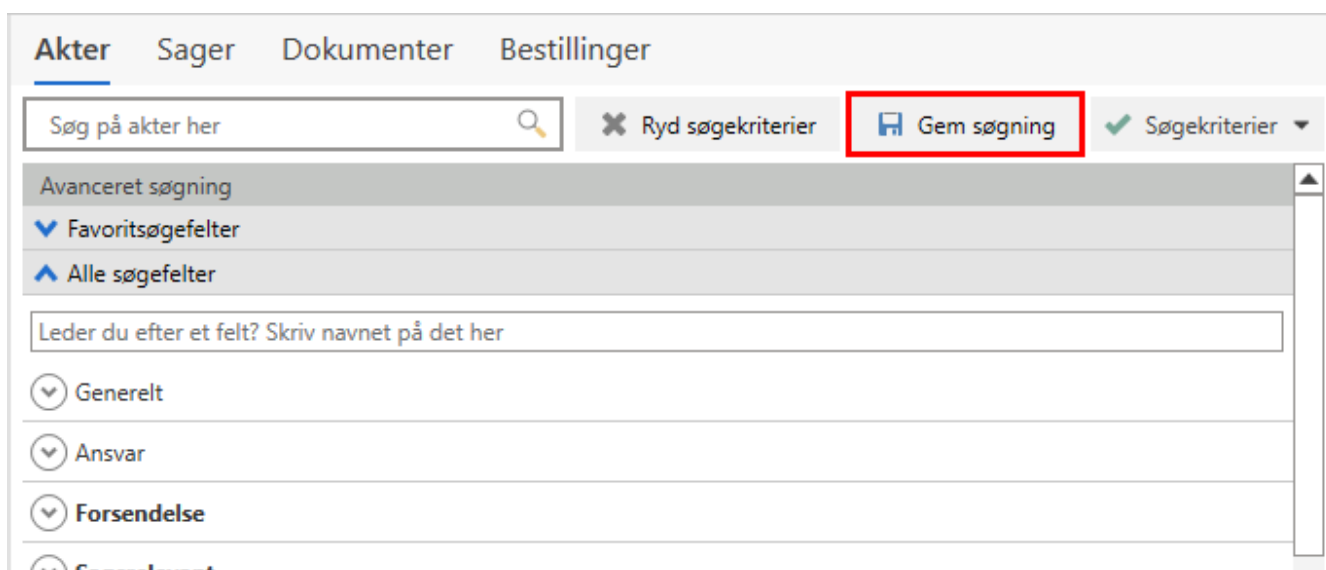 Akter Sager Dokumenter Bestillinger
Søg på akter her Ryd søgekriterier Gem søgning Søgekriterier
Avanceret søgning
Favoritsøgefelter
Alle søgefelter
Leder du efter et felt? Skriv navnet på det her
Generelt
Ansvar
Forsendelse